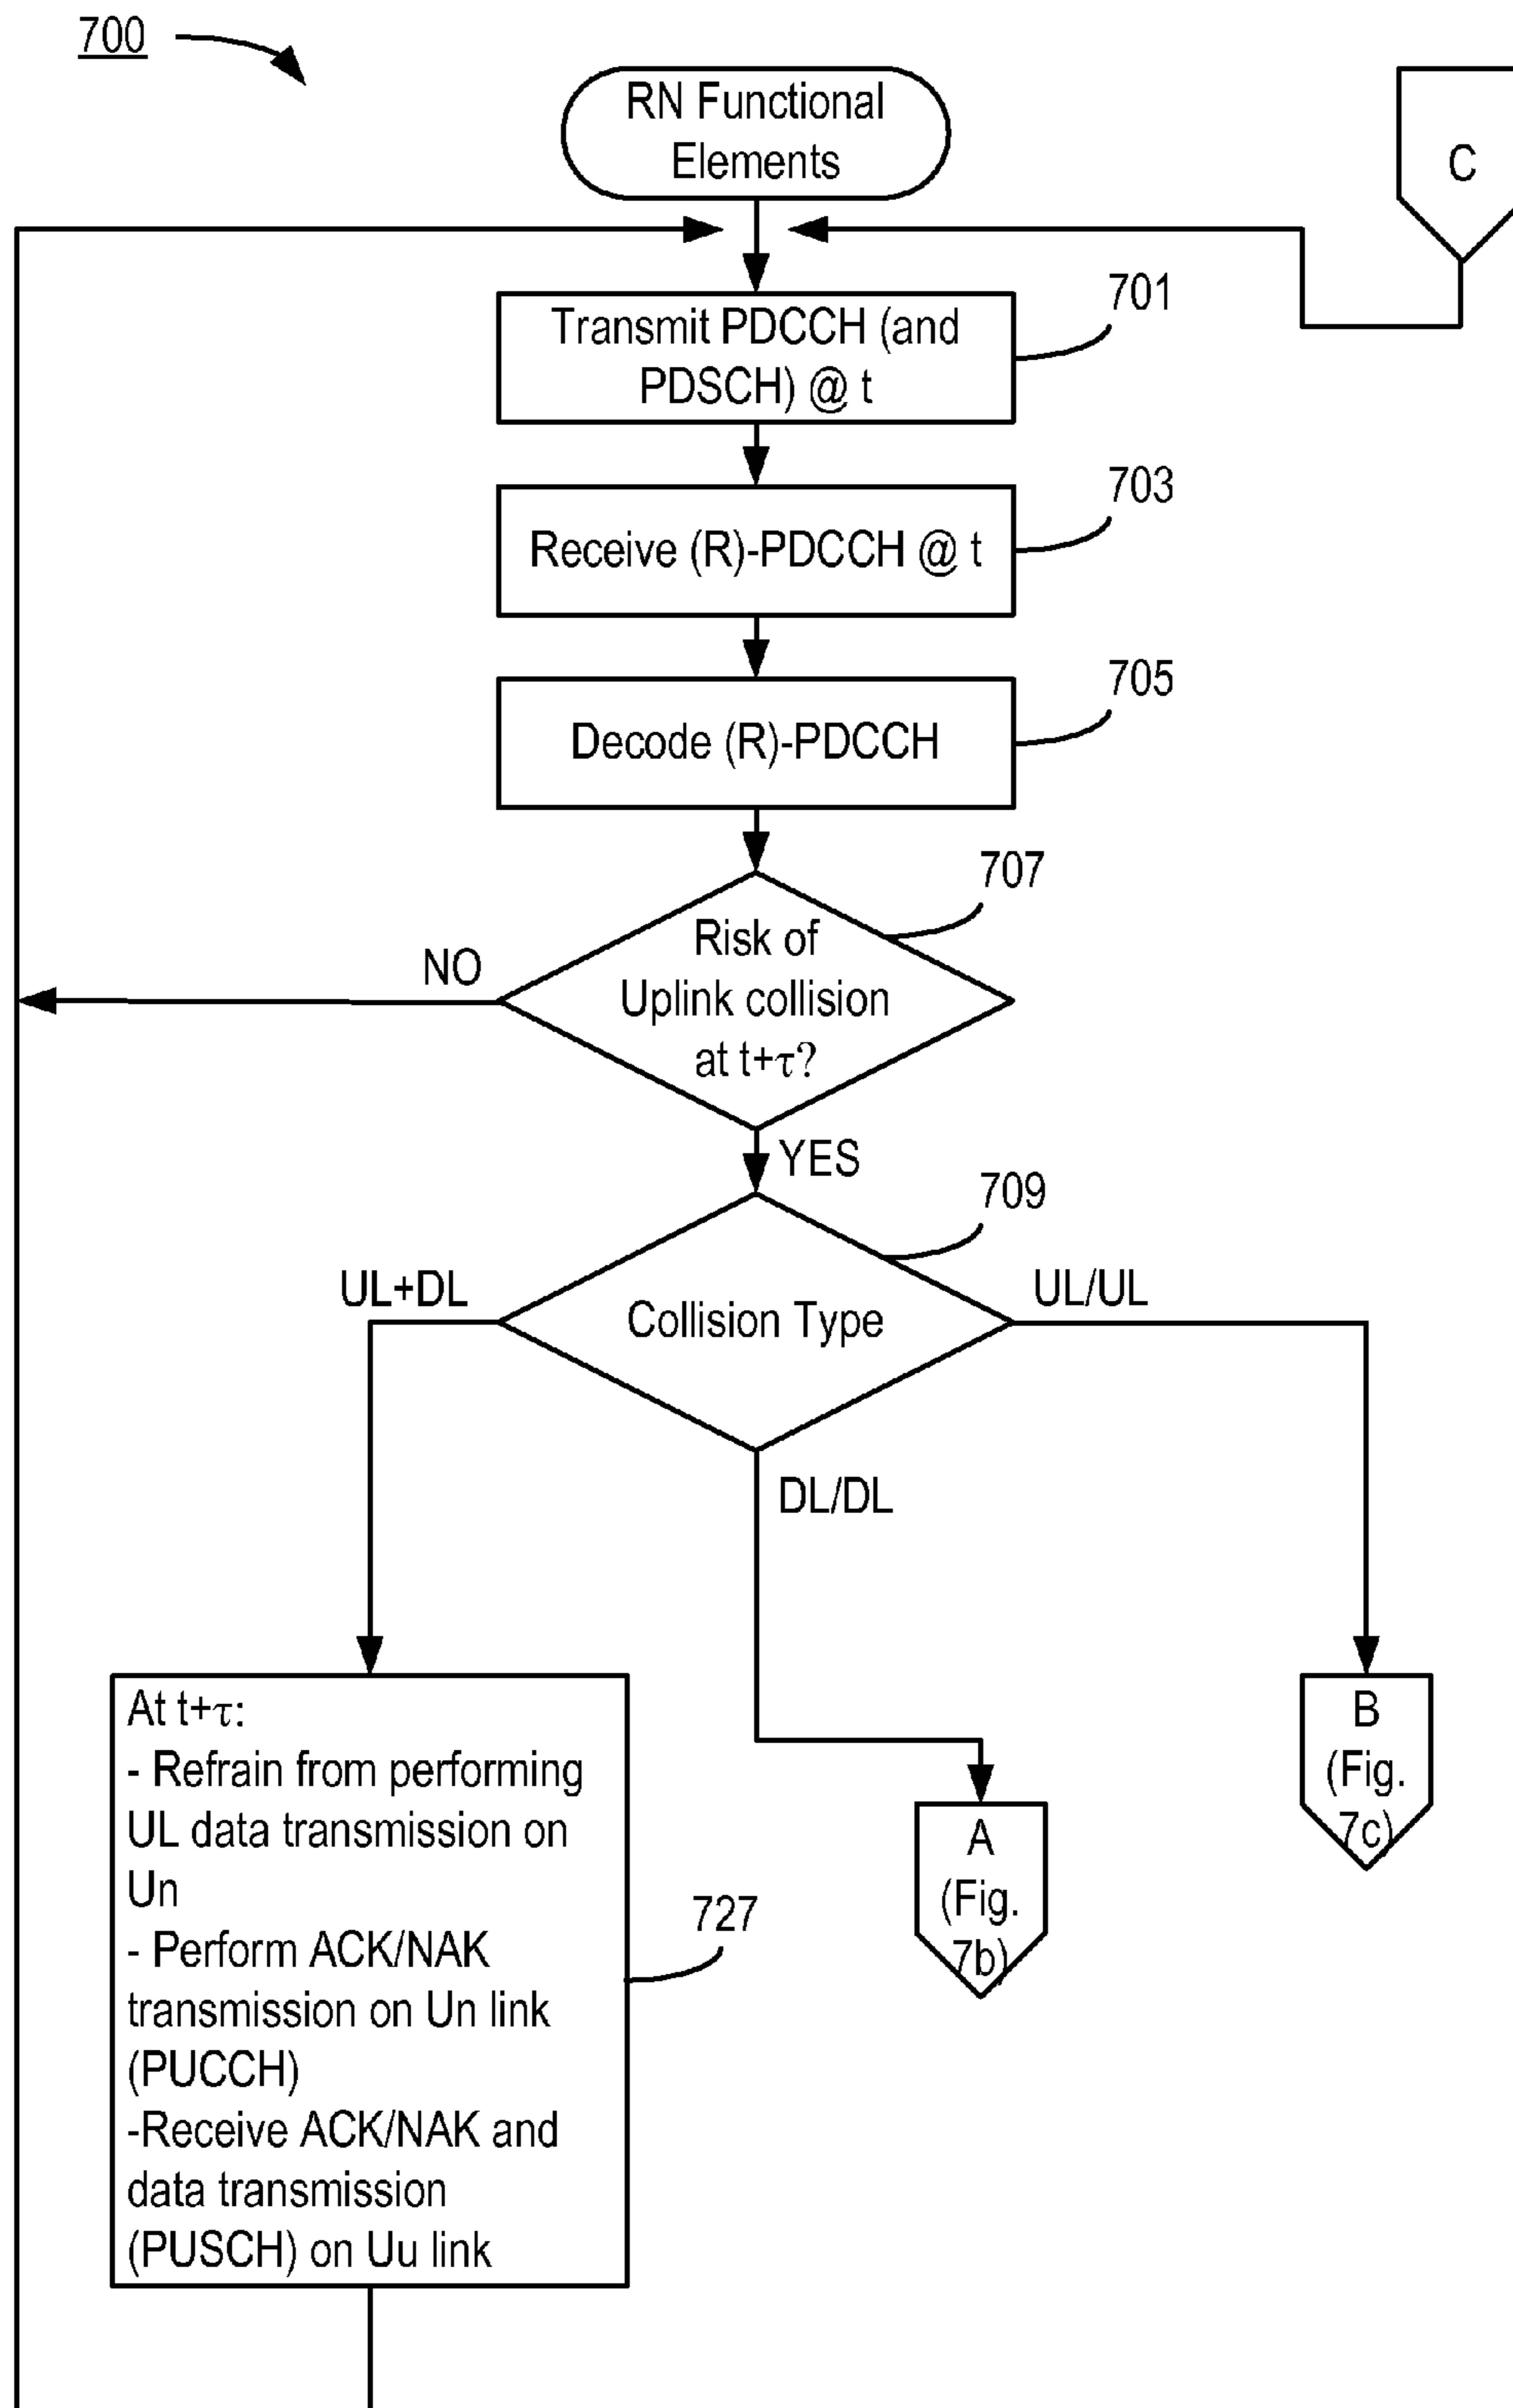 700
RN Functional
Elements
C
701
Transmit PDCCH (and
PDSCH) @ t
703
Receive (R)-PDCCH @ t
705
Decode (R)-PDCCH
707
Risk of
Uplink collision
at t+τ?
NO
YES
709
UL+DL
Collision Type
UL/UL
DL/DL
At t+τ:
- Refrain from performing
UL data transmission on
Un
- Perform ACK/NAK
transmission on Un link
(PUCCH)
-Receive ACK/NAK and
data transmission
(PUSCH) on Uu link
727
A
(Fig.
7b)
B
(Fig.
7c)